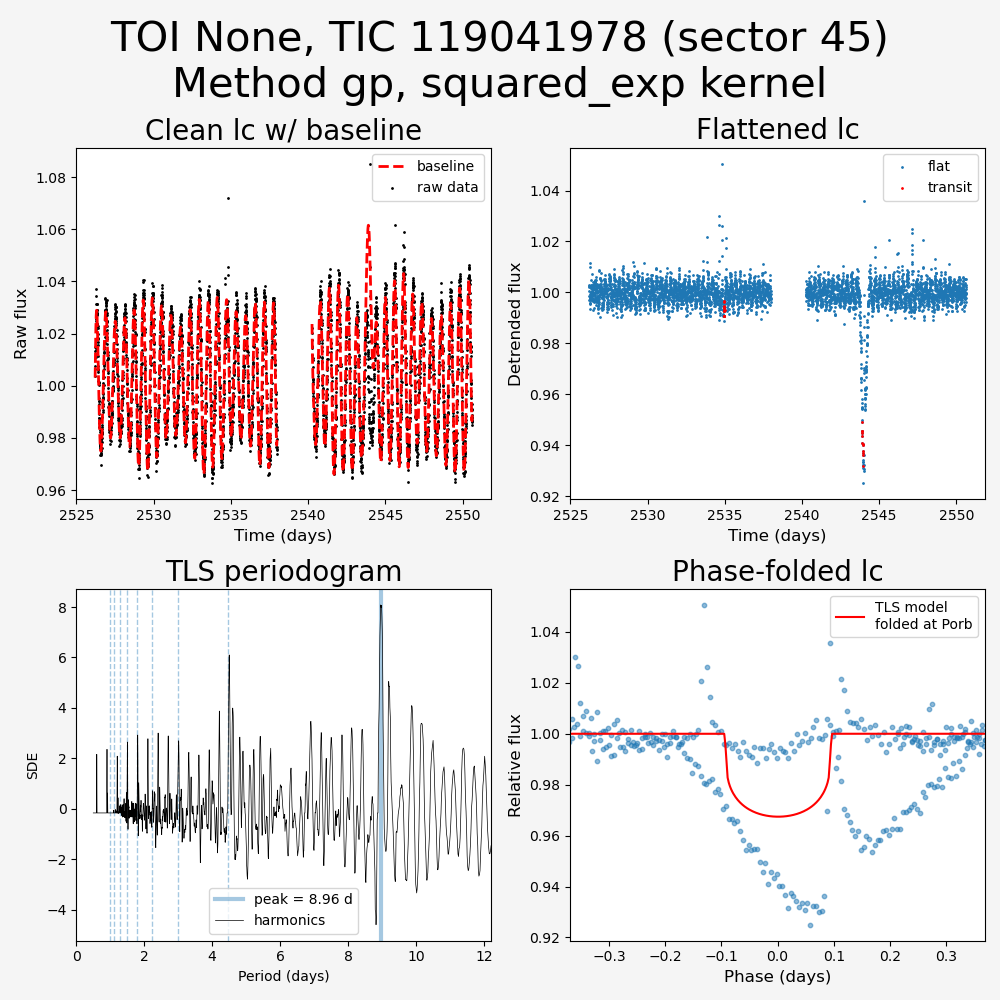 TOI None, TIC 119041978 (sector 45)
Method gp, squared_exp kernel
Clean lc w/ baseline
Raw flux
1.08
1.06
1.04
1.02
1.00
0.98
0.96
baseline
raw data
2525
2530
2535
2540
2545
2550
Time (days)
Flattened lc
Detrended flux
1.04
1.02
1.00
0.98
0.96
0.94
0.92
flat
transit
2525
2530
2535
2540
2545
2550
Time (days)
TLS periodogram
SDE
8
6
4
2
0
−2
−4
peak = 8.96 d
harmonics
0
2
4
6
8
10
12
Period (days)
Phase-folded lc
Relative flux
1.04
1.02
1.00
0.98
0.96
0.94
0.92
TLS model
folded at Porb
−0.3
−0.2
−0.1
0.0
0.1
0.2
0.3
Phase (days)